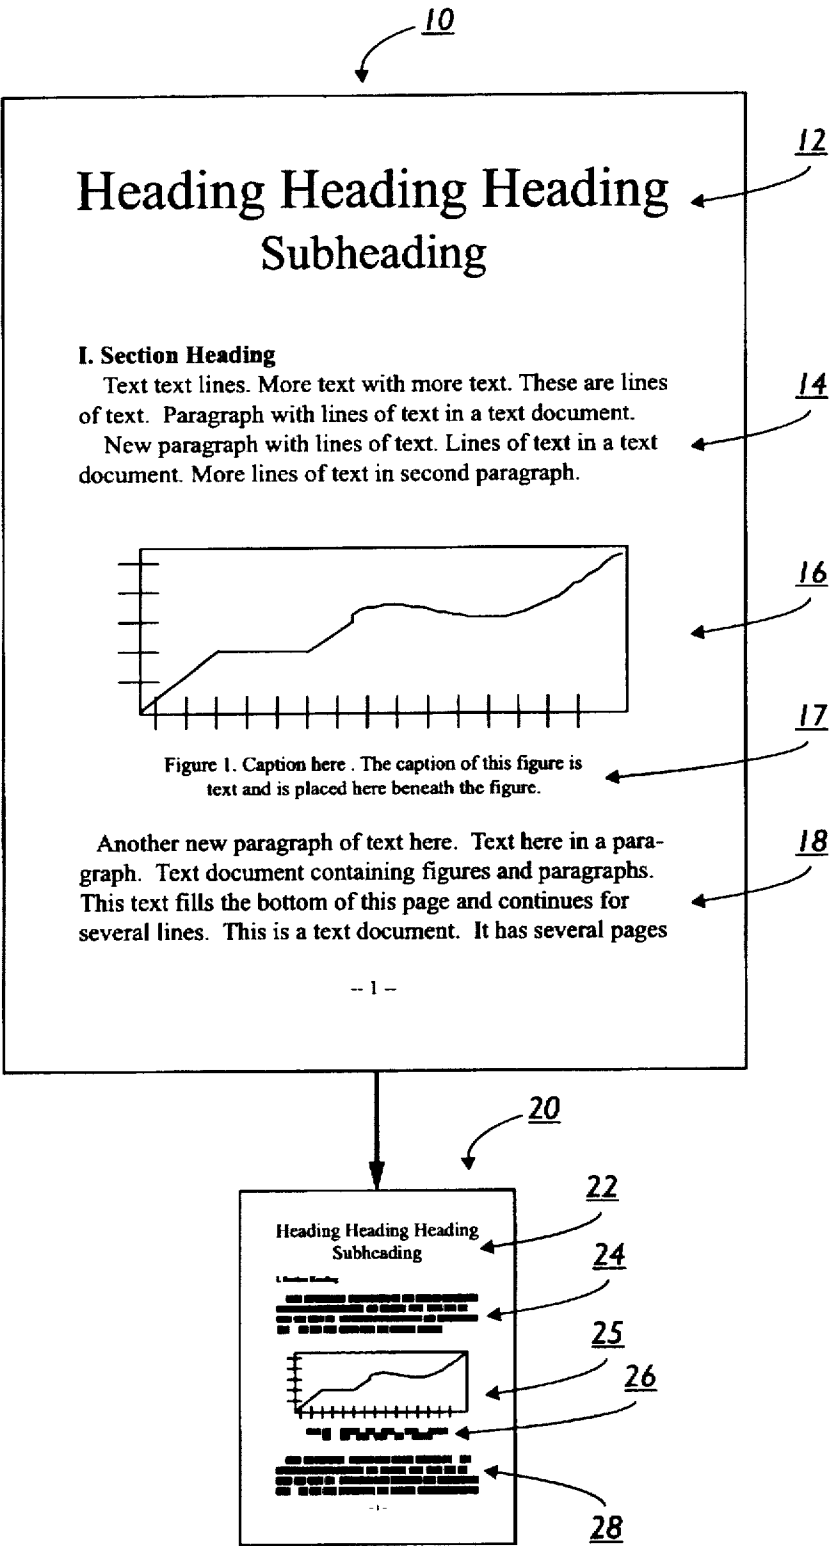 10
12
Heading Heading Heading
Subheading
I. Section Heading
Text text lines. More text with more text. These are lines
14
of text. Paragraph with lines of text in a text document.
New paragraph with lines of text. Lines of text in a text
document. More lines of text in second paragraph.
16
17
Figure 1. Caption here . The caption of this figure is
text and is placed here beneath the figure.
Another new paragraph of text here. Text here in a para-
18
graph. Text document containing figures and paragraphs.
This text fills the bottom of this page and continues for
several lines. This is a text document. It has several pages
-- 1 --
20
22
Heading Heading Heading
Subheading
24
I. Section Heading
25
26
28
-1-